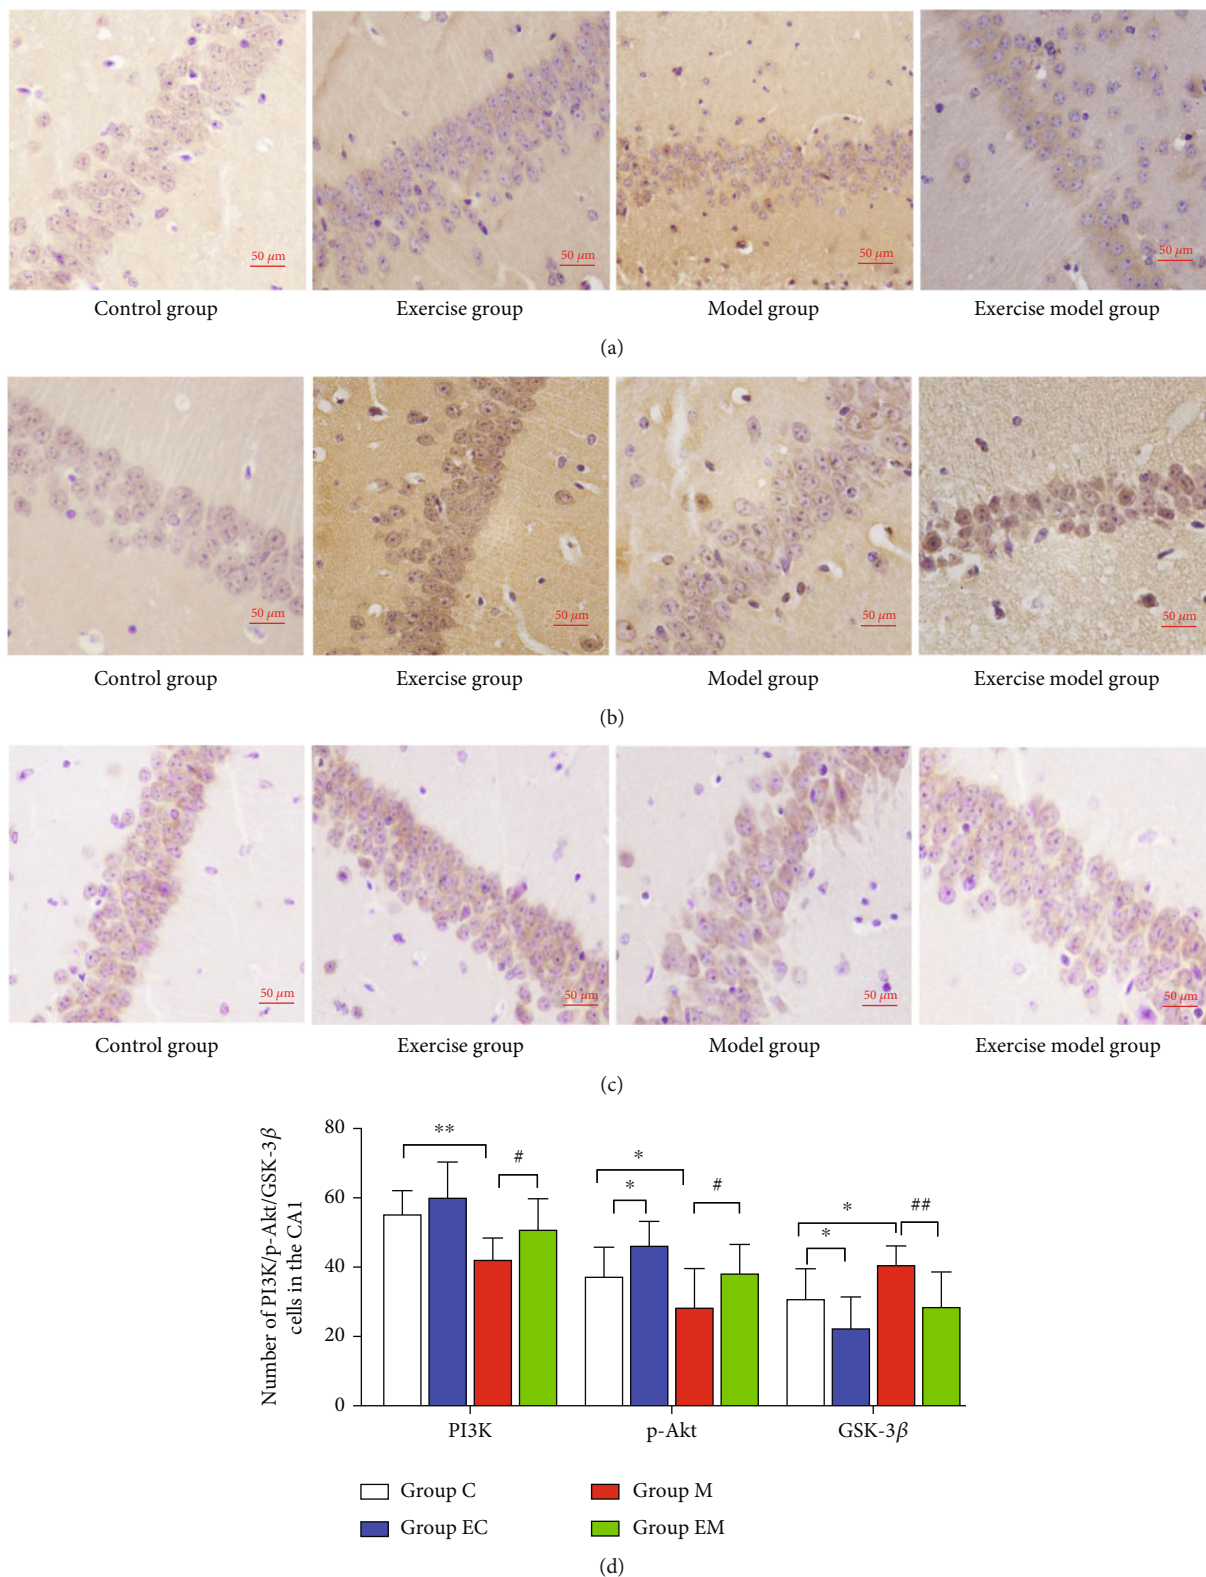 50 μm
50 μm
50 μm
50 μm
Control group
Exercise group
Model group
Exercise model group
(a)
50 μm
50 μm
50 μm
50 μm
Control group
Exercise group
Model group
Exercise model group
(b)
50 μm
50 μm
50 μm
50 μm
Control group
Exercise group
Model group
Exercise model group
(c)
Number of PI3K/p-Akt/GSK-3β
cells in the CA1
80
60
40
20
0
**
#
*
*
#
*
*
##
PI3K
p-Akt
GSK-3β
Group C
Group M
Group EC
Group EM
(d)